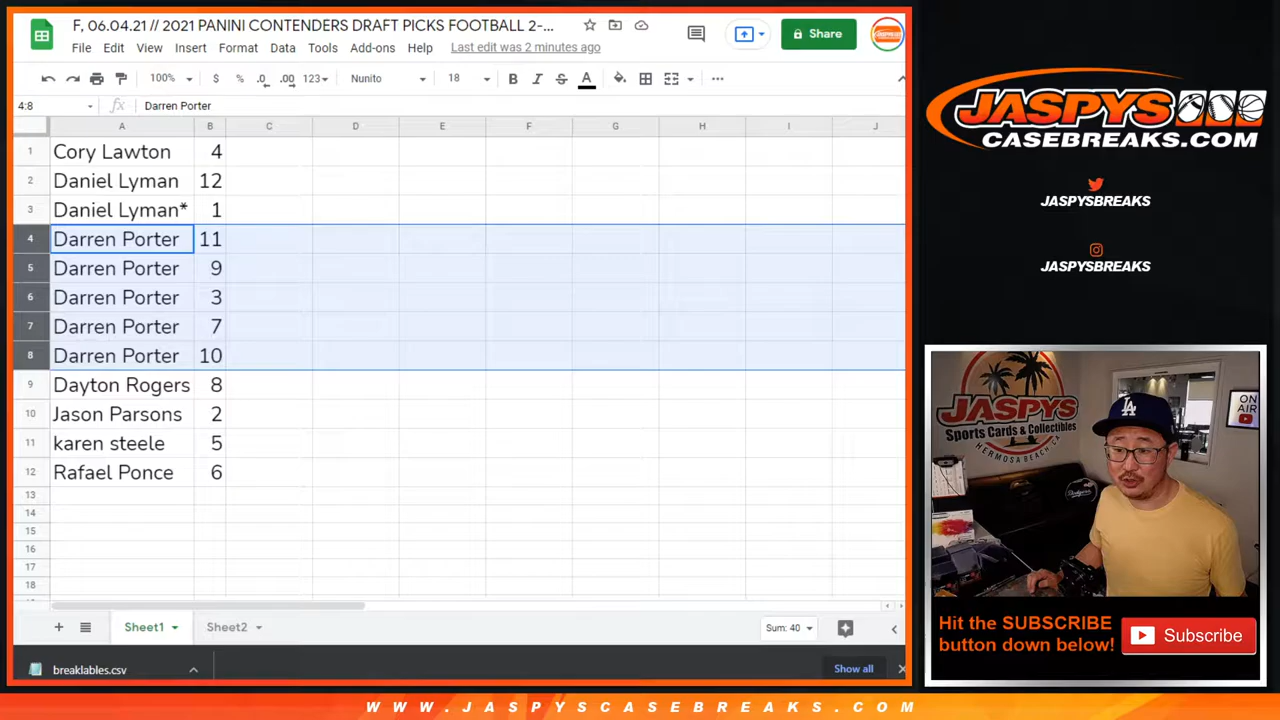 F, 06.04.21 // 2021 PANINI CONTENDERS DRAFT PICKS FOOTBALL 2-...
File Edit View Insert Format Data Tools Add-ons Help Last edit was 2 minutes ago
Share
100% $ % .0 .00 123 Nunito 18 B I S A
4:8 fx Darren Porter
A B C D E F G H I J
1 Cory Lawton 4
2 Daniel Lyman 12
3 Daniel Lyman* 1
4 Darren Porter 11
5 Darren Porter 9
6 Darren Porter 3
7 Darren Porter 7
8 Darren Porter 10
9 Dayton Rogers 8
10 Jason Parsons 2
11 karen steele 5
12 Rafael Ponce 6
13
14
15
16
17
18
Sheet1 Sheet2 Sum: 40
breaklables.csv Show all
JASPYS
CASEBREAKS.COM
JASPYSBREAKS
JASPYSBREAKS
JASPYS
Sports Cards & Collectibles
HERMOSA BEACH, CA
LA
ON
AIR
Dodgers
Hit the SUBSCRIBE
button down below!
Subscribe
WWW.JASPYSCASEBREAKS.COM